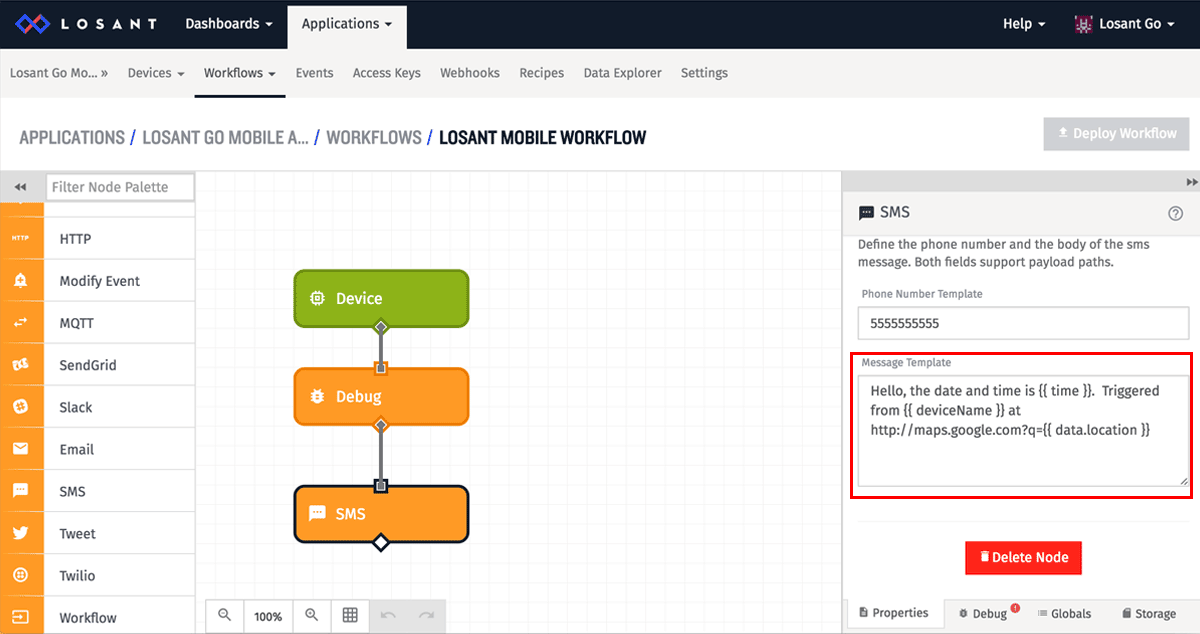 LOSANT Dashboards Applications Help Losant Go
Losant Go Mo... » Devices Workflows Events Access Keys Webhooks Recipes Data Explorer Settings
APPLICATIONS / LOSANT GO MOBILE A... / WORKFLOWS / LOSANT MOBILE WORKFLOW
Deploy Workflow
Filter Node Palette
HTTP HTTP
Modify Event
MQTT
SendGrid
Slack
Email
SMS
Tweet
Twilio
Workflow
Device
Debug
SMS
100%
SMS
Define the phone number and the body of the sms
message. Both fields support payload paths.
Phone Number Template
5555555555
Message Template
Hello, the date and time is {{ time }}.  Triggered
from {{ deviceName }} at
http://maps.google.com?q={{ data.location }}
Delete Node
Properties Debug Globals Storage